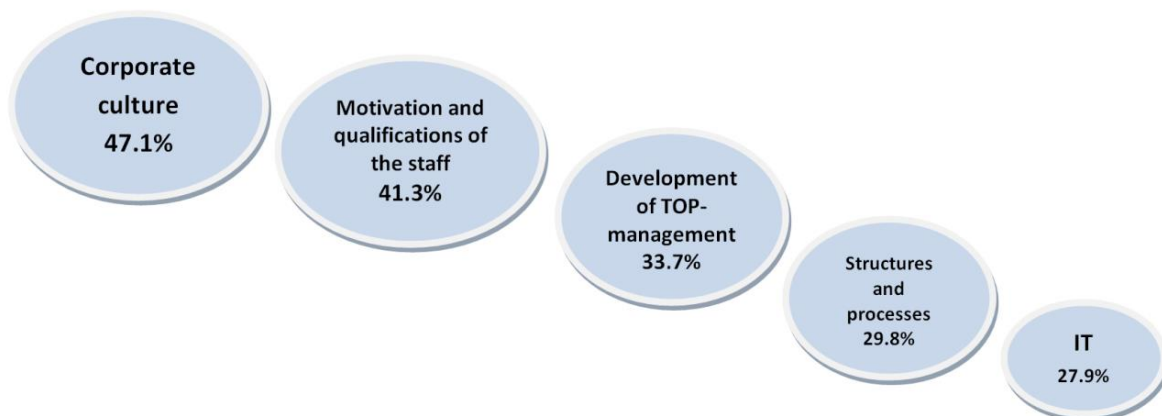 Corporate
culture
47.1%
Motivation and
qualifications of
the staff
41.3%
Development
of TOP-
management
33.7%
Structures
and
processes
29.8%
IT
27.9%